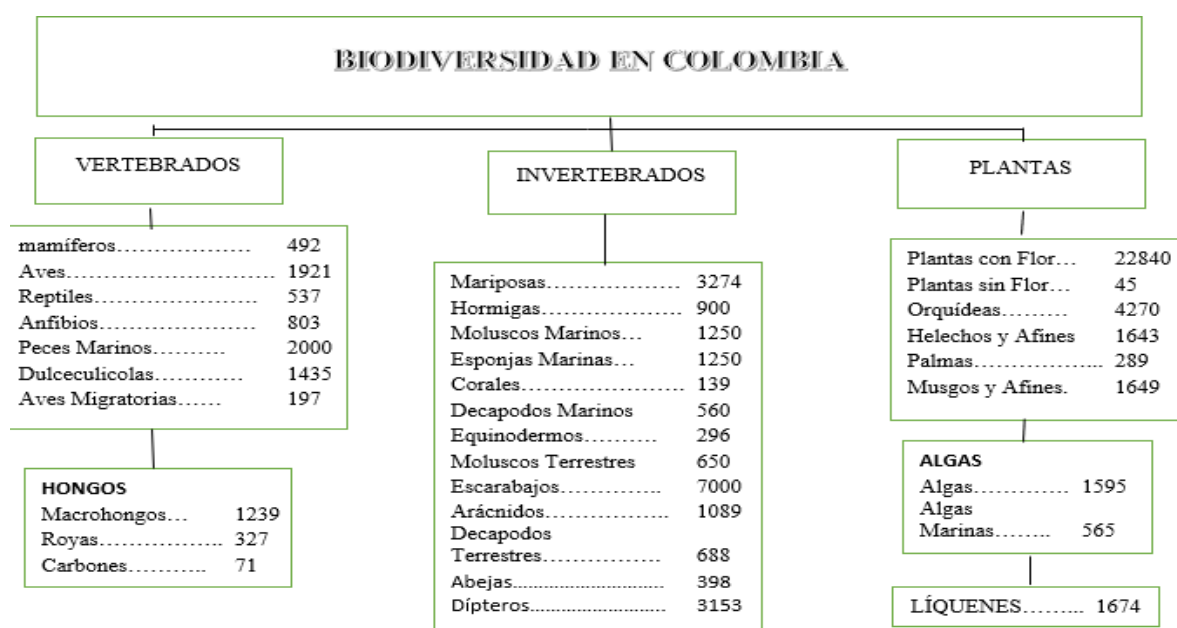 BIODIVERSIDAD EN COLOMBIA
VERTEBRADOS
mamíferos……………… 492
Aves………………………. 1921
Reptiles…………………. 537
Anfibios………………… 803
Peces Marinos………. 2000
Dulceculicolas………… 1435
Aves Migratorias…… 197
HONGOS
Macrohongos… 1239
Royas…………….. 327
Carbones……….. 71
INVERTEBRADOS
Mariposas……………… 3274
Hormigas……………… 900
Moluscos Marinos… 1250
Esponjas Marinas… 1250
Corales…………………. 139
Decapodos Marinos 560
Equinodermos………. 296
Moluscos Terrestres 650
Escarabajos………….. 7000
Arácnidos…………….. 1089
Decapodos
Terrestres……………. 688
Abejas................................ 398
Dípteros............................. 3153
PLANTAS
Plantas con Flor… 22840
Plantas sin Flor… 45
Orquídeas……… 4270
Helechos y Afines 1643
Palmas……………... 289
Musgos y Afines. 1649
ALGAS
Algas…………. 1595
Algas
Marinas…….. 565
LÍQUENES……... 1674